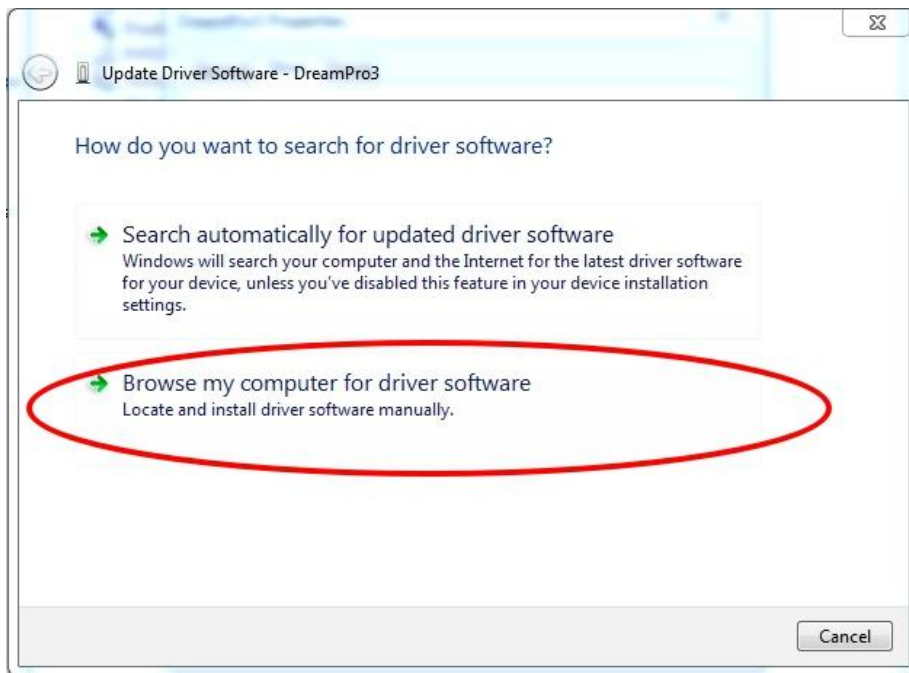 Update Driver Software - DreamPro3
How do you want to search for driver software?
Search automatically for updated driver software
Windows will search your computer and the Internet for the latest driver software
for your device, unless you've disabled this feature in your device installation
settings.
Browse my computer for driver software
Locate and install driver software manually.
Cancel